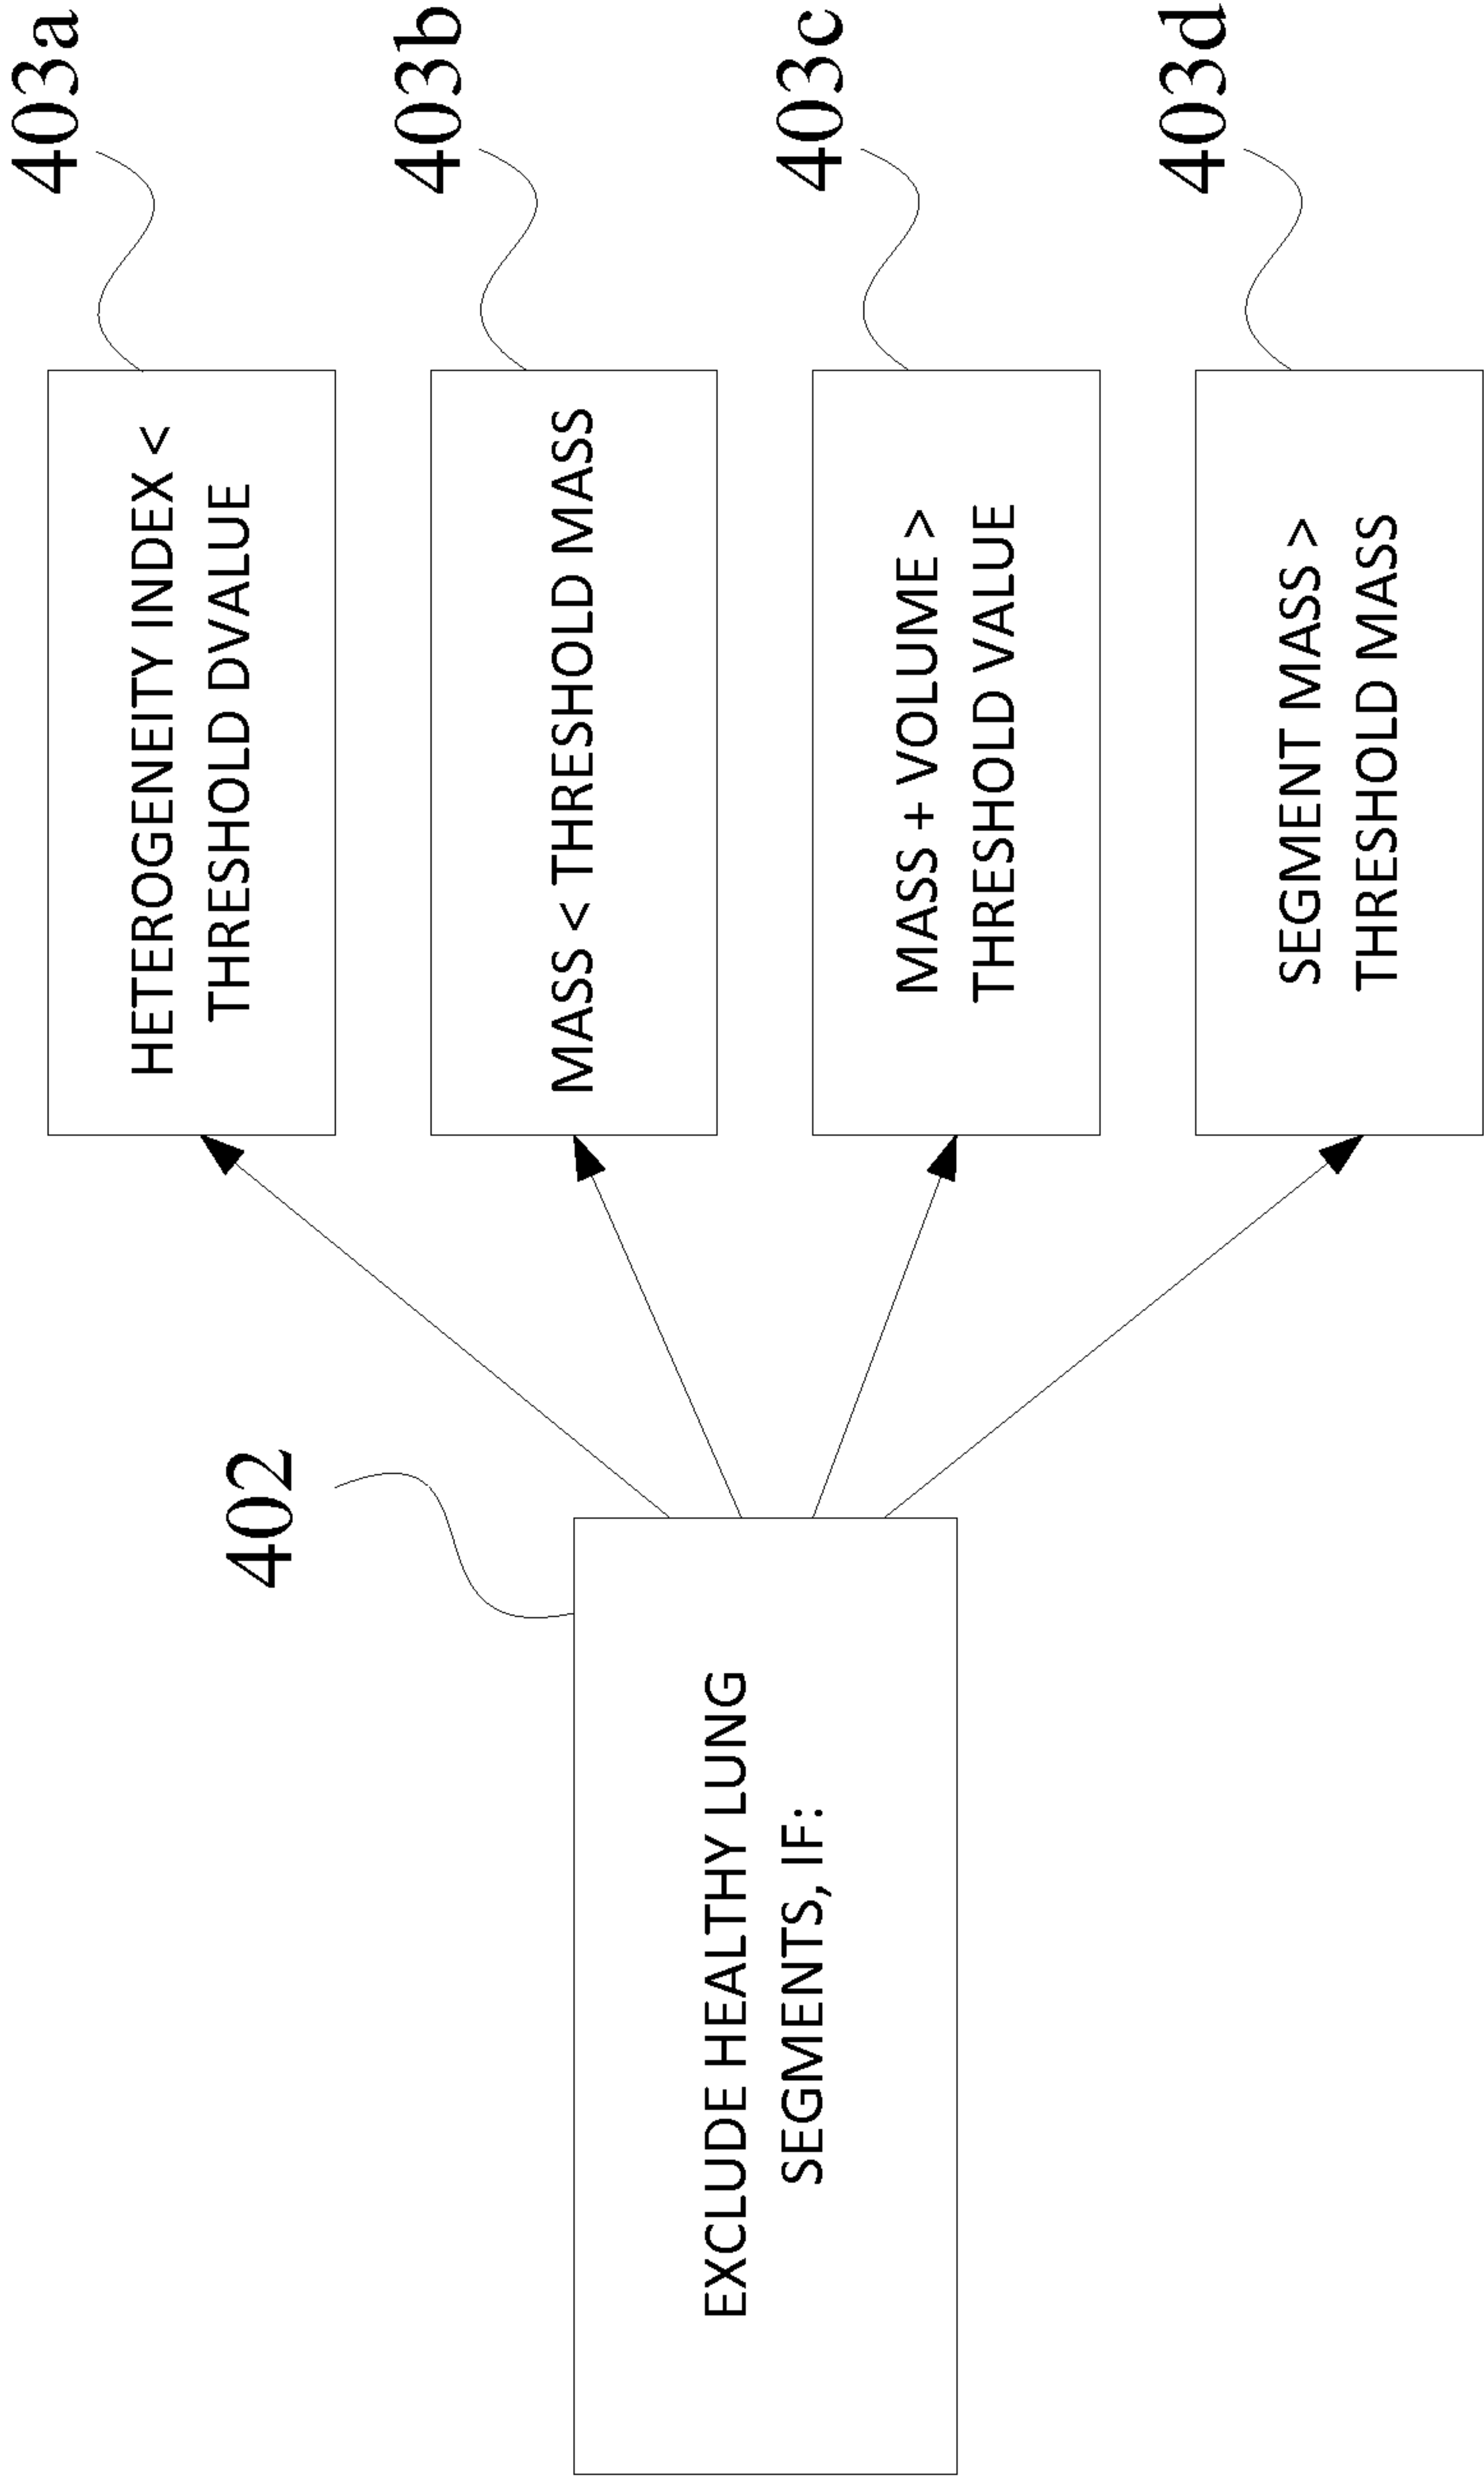 402
EXCLUDE HEALTHY LUNG
SEGMENTS, IF:
403a
HETEROGENEITY INDEX <
THRESHOLD DVALUE
403b
MASS < THRESHOLD MASS
403c
MASS + VOLUME >
THRESHOLD VALUE
403d
SEGMENT MASS >
THRESHOLD MASS